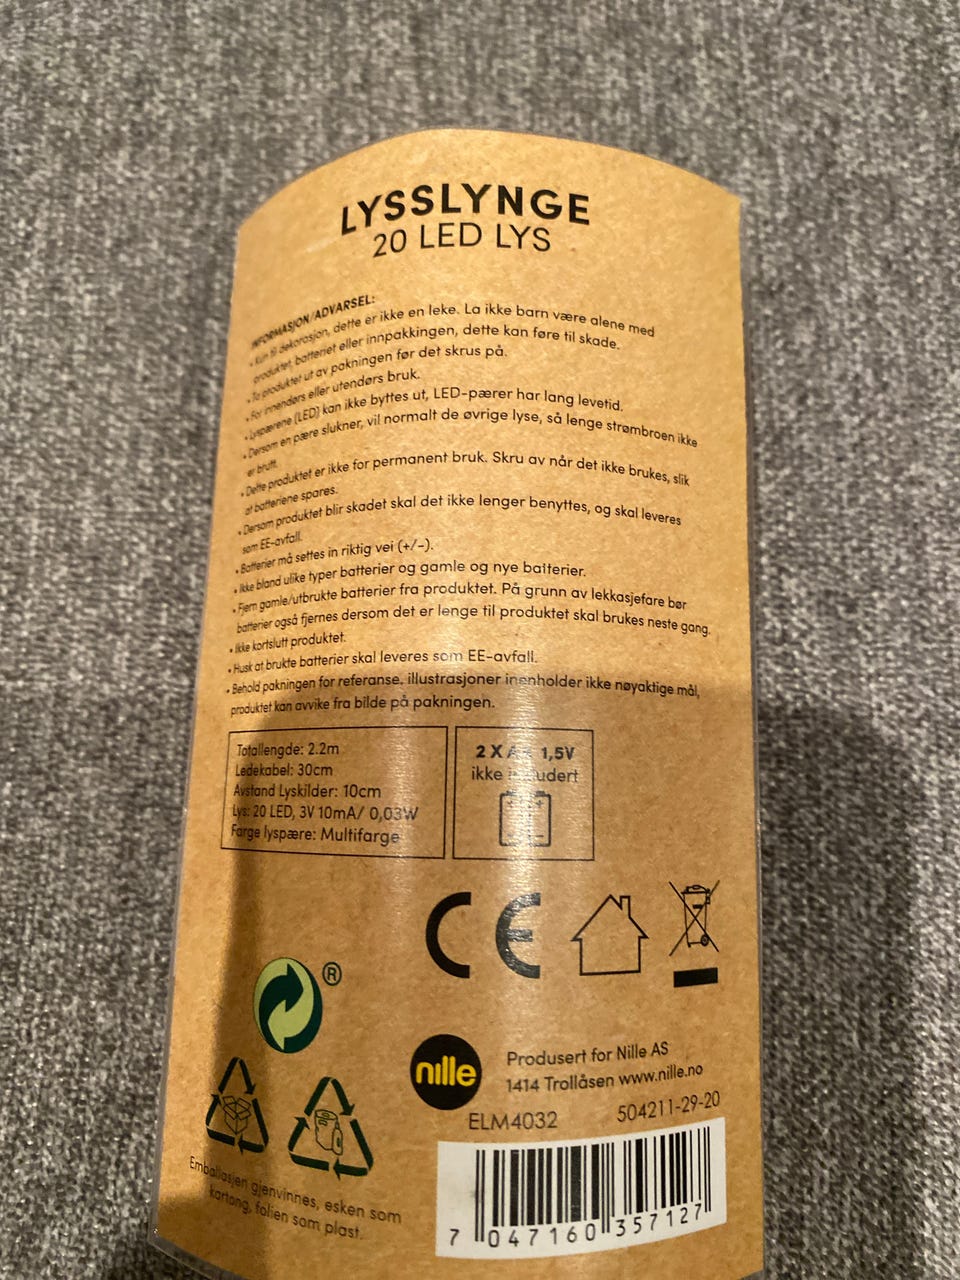 LYSSLYNGE
20 LED LYS
INFORMASJON/ADVARSEL:
• Kun til dekorasjon, dette er ikke en leke. La ikke barn være alene med
produktet, batteriet eller innpakkingen, dette kan føre til skade.
• Ta produktet ut av pakningen før det skrus på.
• For innendørs eller utendørs bruk.
• Lyspærene (LED) kan ikke byttes ut, LED-pærer har lang levetid.
• Dersom en pære slukner, vil normalt de øvrige lyse, så lenge strømbroen ikke
er brutt.
• Dette produktet er ikke for permanent bruk. Skru av når det ikke brukes, slik
at batteriene spares.
• Dersom produktet blir skadet skal det ikke lenger benyttes, og skal leveres
som EE-avfall.
• Batterier må settes in riktig vei (+/-).
• Ikke bland ulike typer batterier og gamle og nye batterier.
• Fjern gamle/utbrukte batterier fra produktet. På grunn av lekkasjefare bør
batterier også fjernes dersom det er lenge til produktet skal brukes neste gang.
• Ikke kortslutt produktet.
• Husk at brukte batterier skal leveres som EE-avfall.
• Behold pakningen for referanse, illustrasjoner inneholder ikke nøyaktige mål,
produktet kan avvike fra bilde på pakningen.
Totallengde: 2.2m
Ledekabel: 30cm
Avstand Lyskilder: 10cm
Lys: 20 LED, 3V 10mA/ 0,03W
Farge lyspære: Multifarge
2 X 1,5V
ikke inkludert
CE
®
nille
Produsert for Nille AS
1414 Trollåsen www.nille.no
ELM4032 504211-29-20
Emballasjen gjenvinnes, esken som
kartong, folien som plast.
7 047160 357127